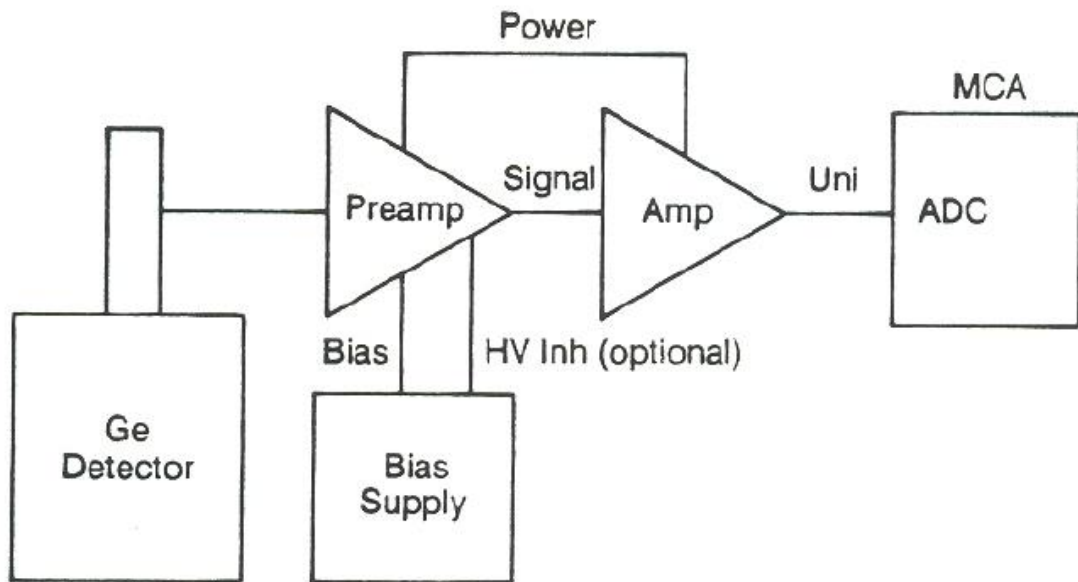 Power
MCA
Signal
Uni
Preamp
Amp
ADC
Bias
HV Inh (optional)
Ge
Detector
Bias
Supply